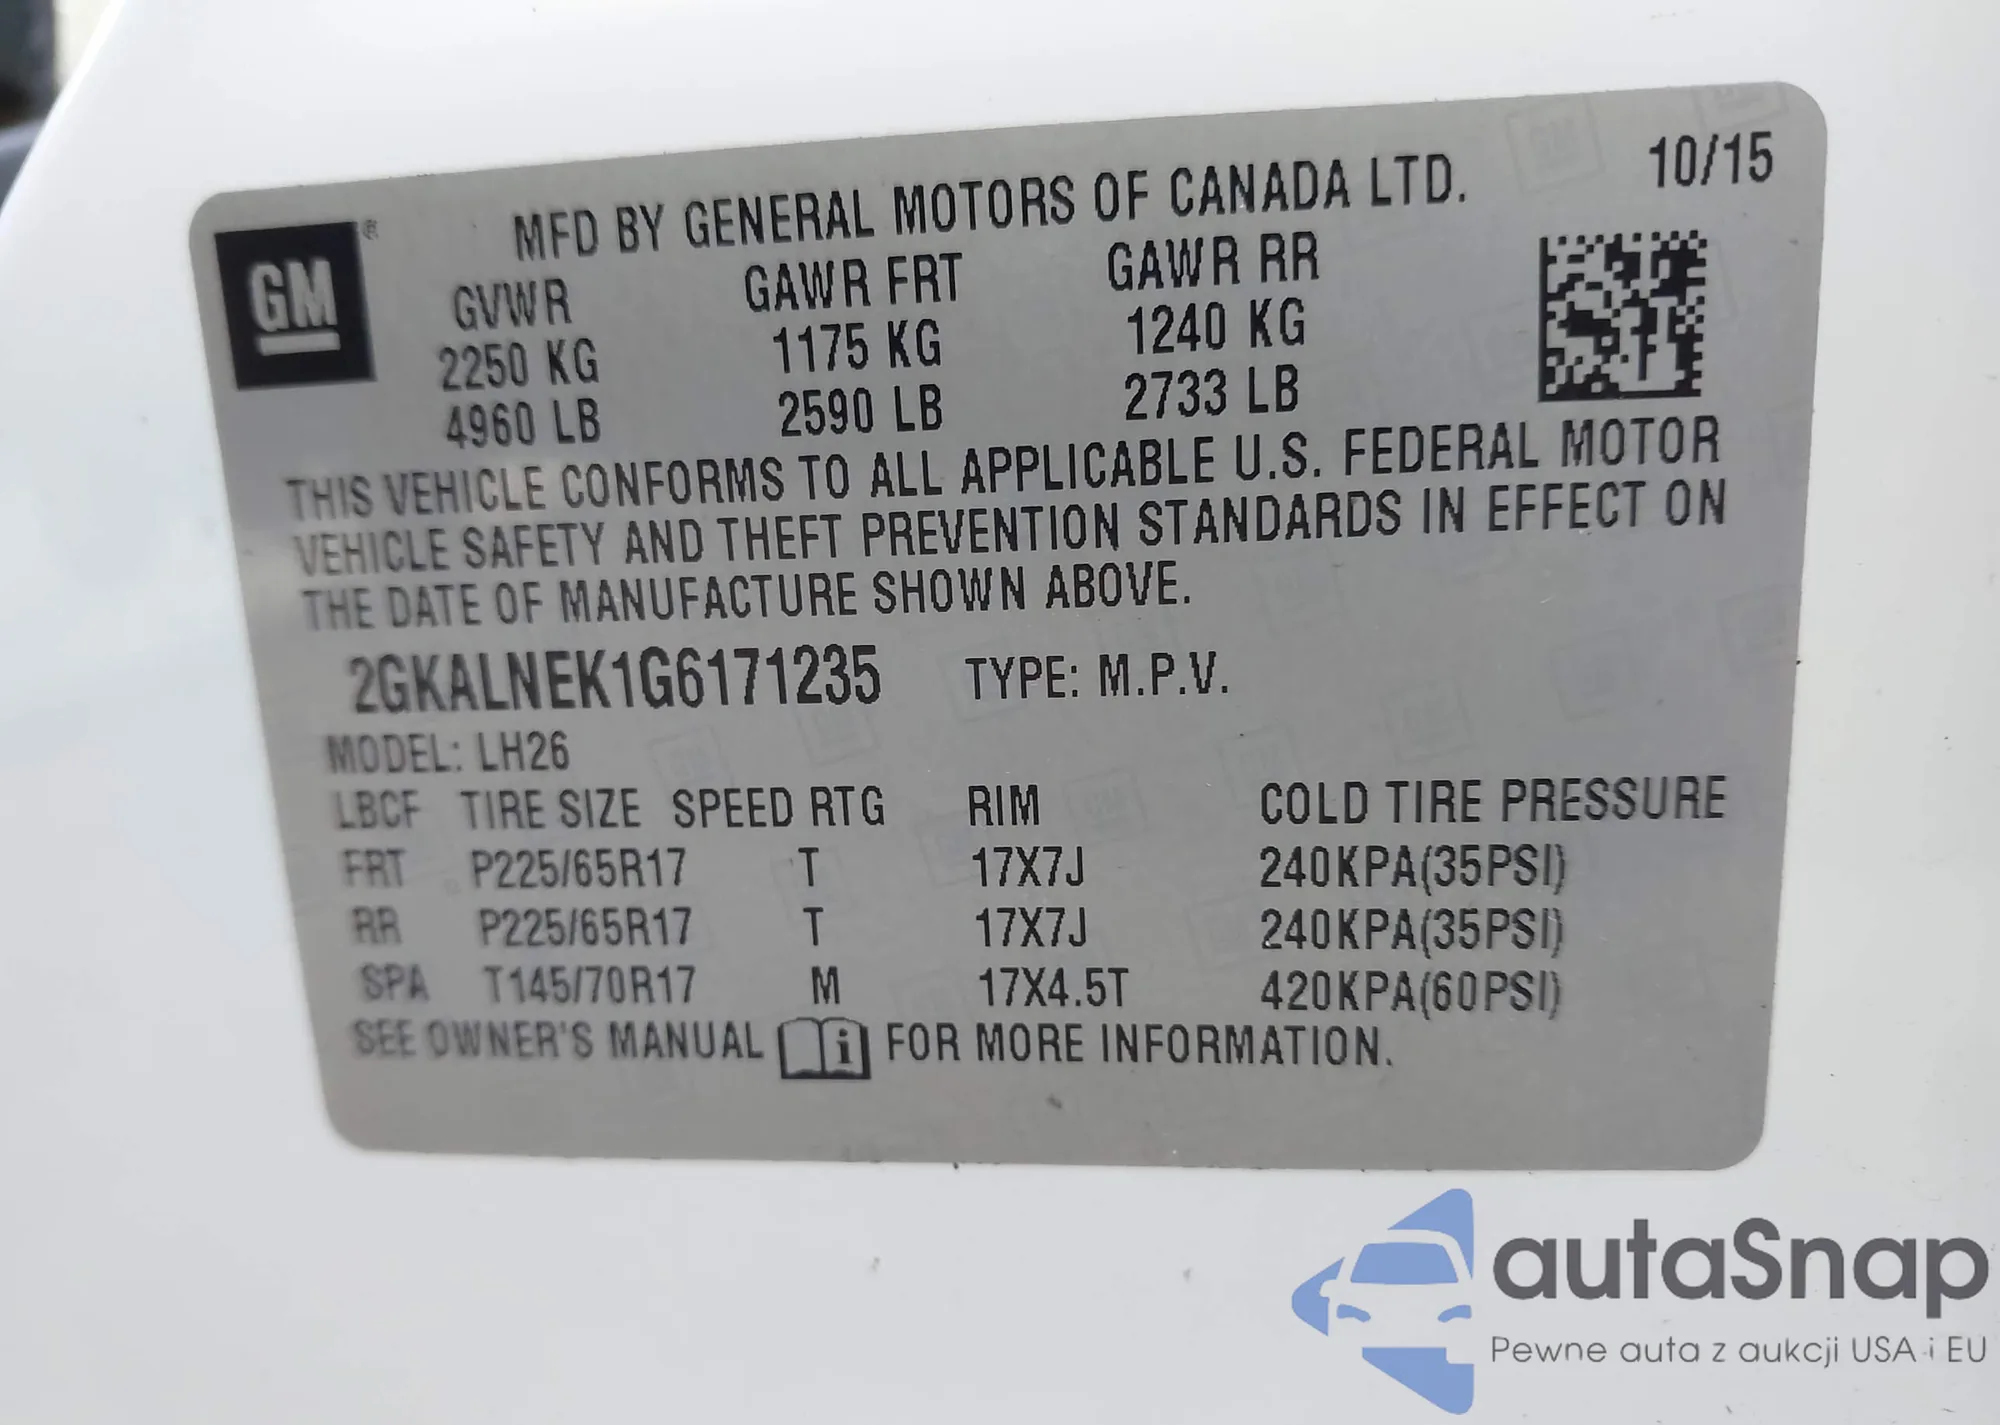 MFD BY GENERAL MOTORS OF CANADA LTD. 10/15
GM®
GVWR GAWR FRT GAWR RR
2250 KG 1175 KG 1240 KG
4960 LB 2590 LB 2733 LB
THIS VEHICLE CONFORMS TO ALL APPLICABLE U.S. FEDERAL MOTOR
VEHICLE SAFETY AND THEFT PREVENTION STANDARDS IN EFFECT ON
THE DATE OF MANUFACTURE SHOWN ABOVE.
2GKALNEK1G6171235 TYPE: M.P.V.
MODEL: LH26
LBCF TIRE SIZE SPEED RTG RIM COLD TIRE PRESSURE
FRT P225/65R17 T 17X7J 240KPA(35PSI)
RR P225/65R17 T 17X7J 240KPA(35PSI)
SPA T145/70R17 M 17X4.5T 420KPA(60PSI)
SEE OWNER'S MANUAL i FOR MORE INFORMATION.
autaSnap
Pewne auta z aukcji USA i EU